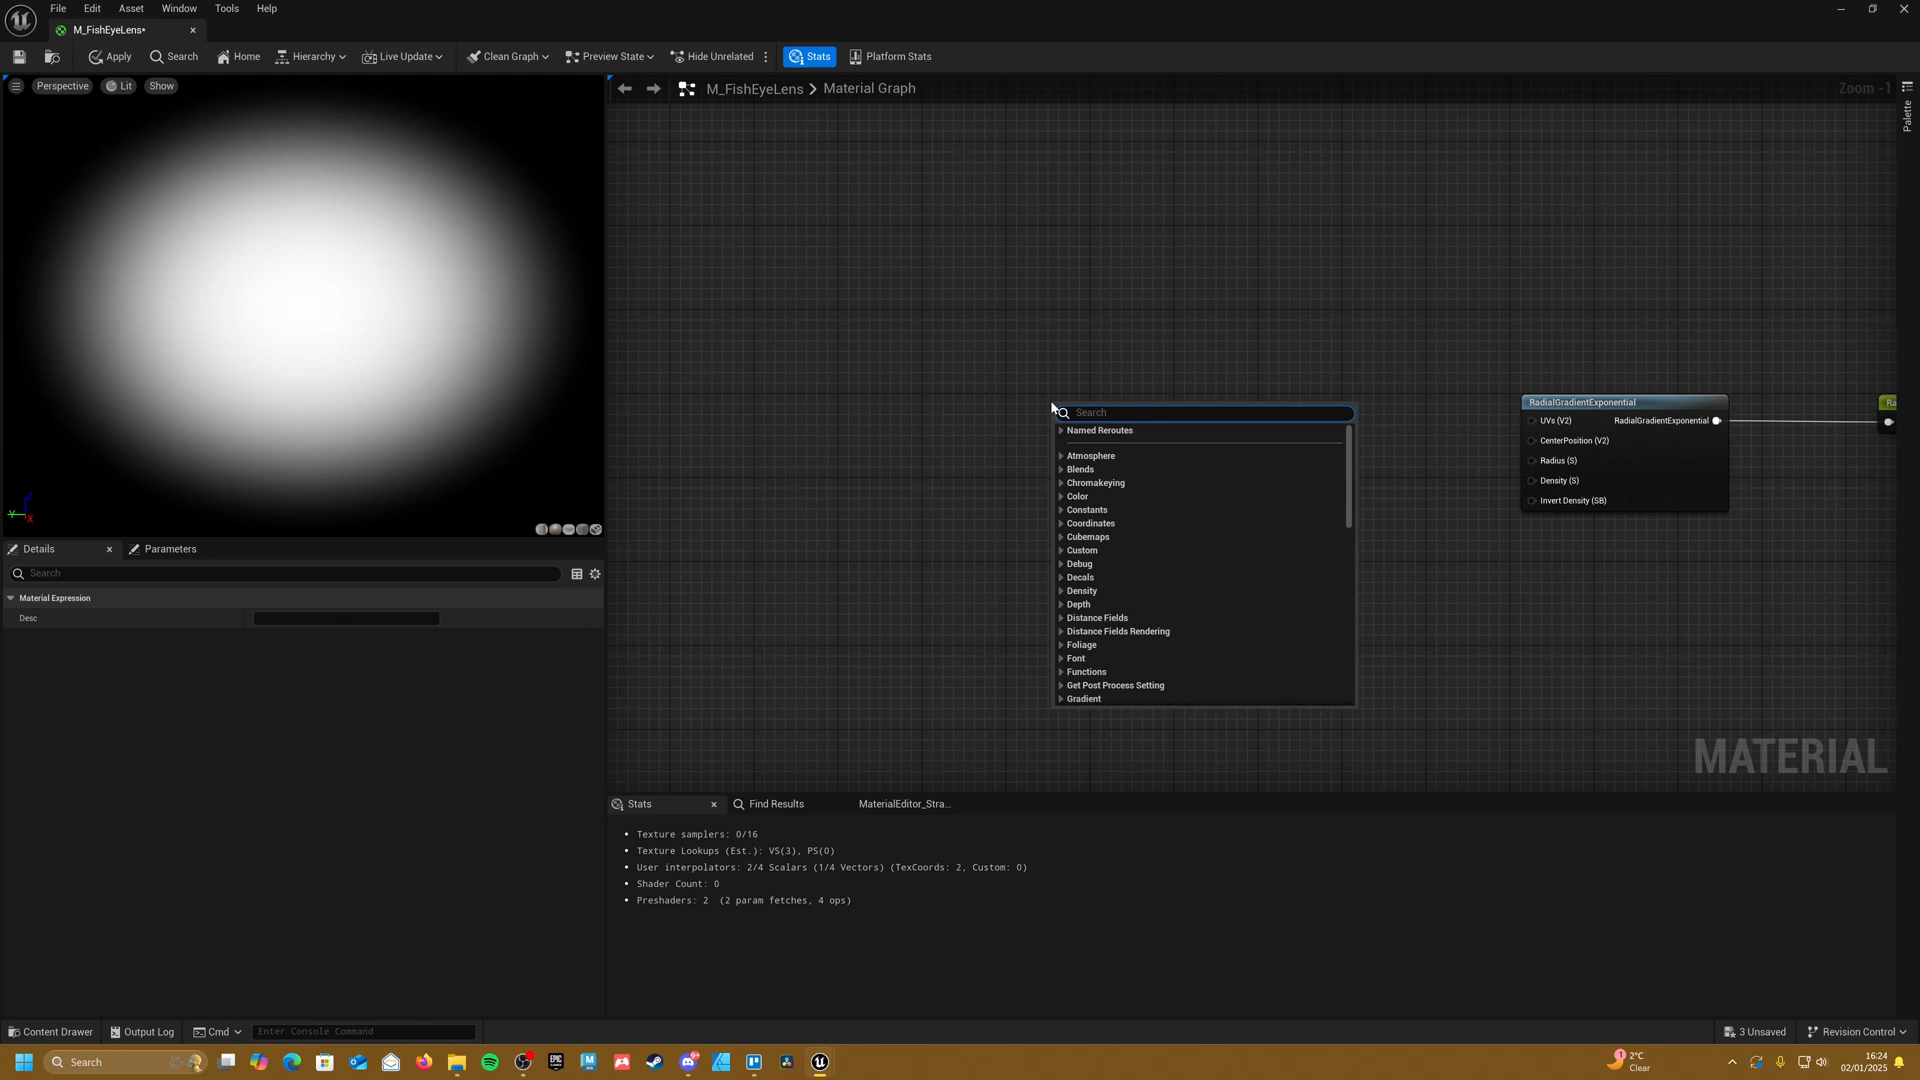 File Edit Asset Window Tools Help
M_FishEyeLens*
Apply Search Home Hierarchy Live Update Clean Graph Preview State Hide Unrelated Stats Platform Stats
Perspective Lit Show
M_FishEyeLens Material Graph
Zoom -1
Palette
Search
Named Reroutes
Atmosphere
Blends
Chromakeying
Color
Constants
Coordinates
Cubemaps
Custom
Debug
Decals
Density
Depth
Distance Fields
Distance Fields Rendering
Foliage
Font
Functions
Get Post Process Setting
Gradient
RadialGradientExponential
UVs (V2) RadialGradientExponential
CenterPosition (V2)
Radius (S)
Density (S)
Invert Density (SB)
Ra
MATERIAL
Details Parameters
Search
Material Expression
Desc
Stats Find Results MaterialEditor_Stra...
• Texture samplers: 0/16
• Texture Lookups (Est.): VS(3), PS(0)
• User interpolators: 2/4 Scalars (1/4 Vectors) (TexCoords: 2, Custom: 0)
• Shader Count: 0
• Preshaders: 2 (2 param fetches, 4 ops)
Content Drawer Output Log Cmd Enter Console Command 3 Unsaved Revision Control
Search
1
2°C
Clear
16:24
02/01/2025